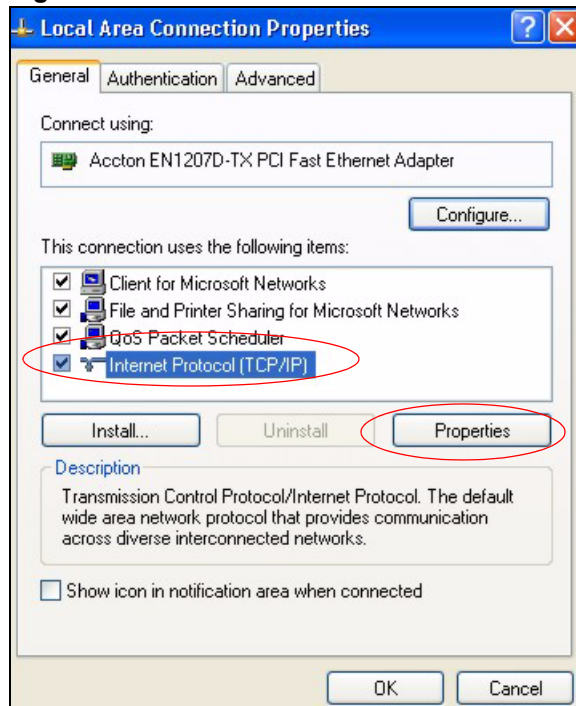 Local Area Connection Properties
General Authentication Advanced
Connect using:
Accton EN1207D-TX PCI Fast Ethernet Adapter
Configure...
This connection uses the following items:
Client for Microsoft Networks
File and Printer Sharing for Microsoft Networks
QoS Packet Scheduler
Internet Protocol (TCP/IP)
Install... Uninstall Properties
Description
Transmission Control Protocol/Internet Protocol. The default
wide area network protocol that provides communication
across diverse interconnected networks.
Show icon in notification area when connected
OK Cancel